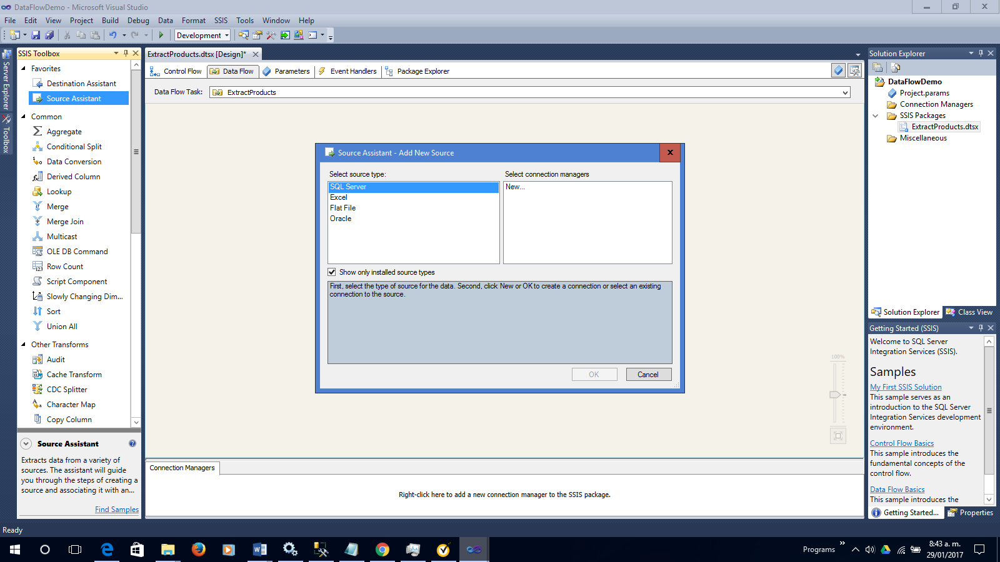 DataFlowDemo - Microsoft Visual Studio
File Edit View Project Build Debug Data Format SSIS Tools Window Help
Development
Server Explorer
Toolbox
SSIS Toolbox
Favorites
Destination Assistant
Source Assistant
Common
Aggregate
Conditional Split
Data Conversion
Derived Column
Lookup
Merge
Merge Join
Multicast
OLE DB Command
Row Count
Script Component
Slowly Changing Dim...
Sort
Union All
Other Transforms
Audit
Cache Transform
CDC Splitter
Character Map
Copy Column
Source Assistant
Extracts data from a variety of
sources. The assistant will guide
you through the steps of creating a
source and associating it with an...
Find Samples
ExtractProducts.dtsx [Design]*
Control Flow Data Flow Parameters Event Handlers Package Explorer
Data Flow Task: ExtractProducts
Source Assistant - Add New Source
Select source type:
SQL Server
Excel
Flat File
Oracle
Select connection managers
New...
Show only installed source types
First, select the type of source for the data. Second, click New or OK to create a connection or select an existing
connection to the source.
OK Cancel
100%
Connection Managers
Right-click here to add a new connection manager to the SSIS package.
Solution Explorer
DataFlowDemo
Project.params
Connection Managers
SSIS Packages
ExtractProducts.dtsx
Miscellaneous
Solution Explorer Class View
Getting Started (SSIS)
Welcome to SQL Server
Integration Services (SSIS).
Samples
My First SSIS Solution
This sample serves as an
introduction to the SQL Server
Integration Services development
environment.
Control Flow Basics
This sample introduces the
fundamental concepts of the
control flow.
Data Flow Basics
This sample introduces the
Getting Started... Properties
Ready
Programs
8:43 a. m.
29/01/2017